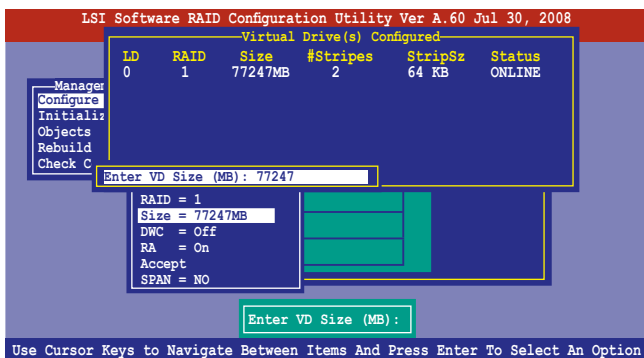 LSI Software RAID Configuration Utility Ver A.60 Jul 30, 2008
Virtual Drive(s) Configured
LD RAID Size #Stripes StripSz Status
0 1 77247MB 2 64 KB ONLINE
Manage
Configure
Initializ
Objects
Rebuild
Check C
Enter VD Size (MB): 77247
RAID = 1
Size = 77247MB
DWC = Off
RA = On
Accept
SPAN = NO
Enter VD Size (MB):
Use Cursor Keys to Navigate Between Items And Press Enter To Select An Option